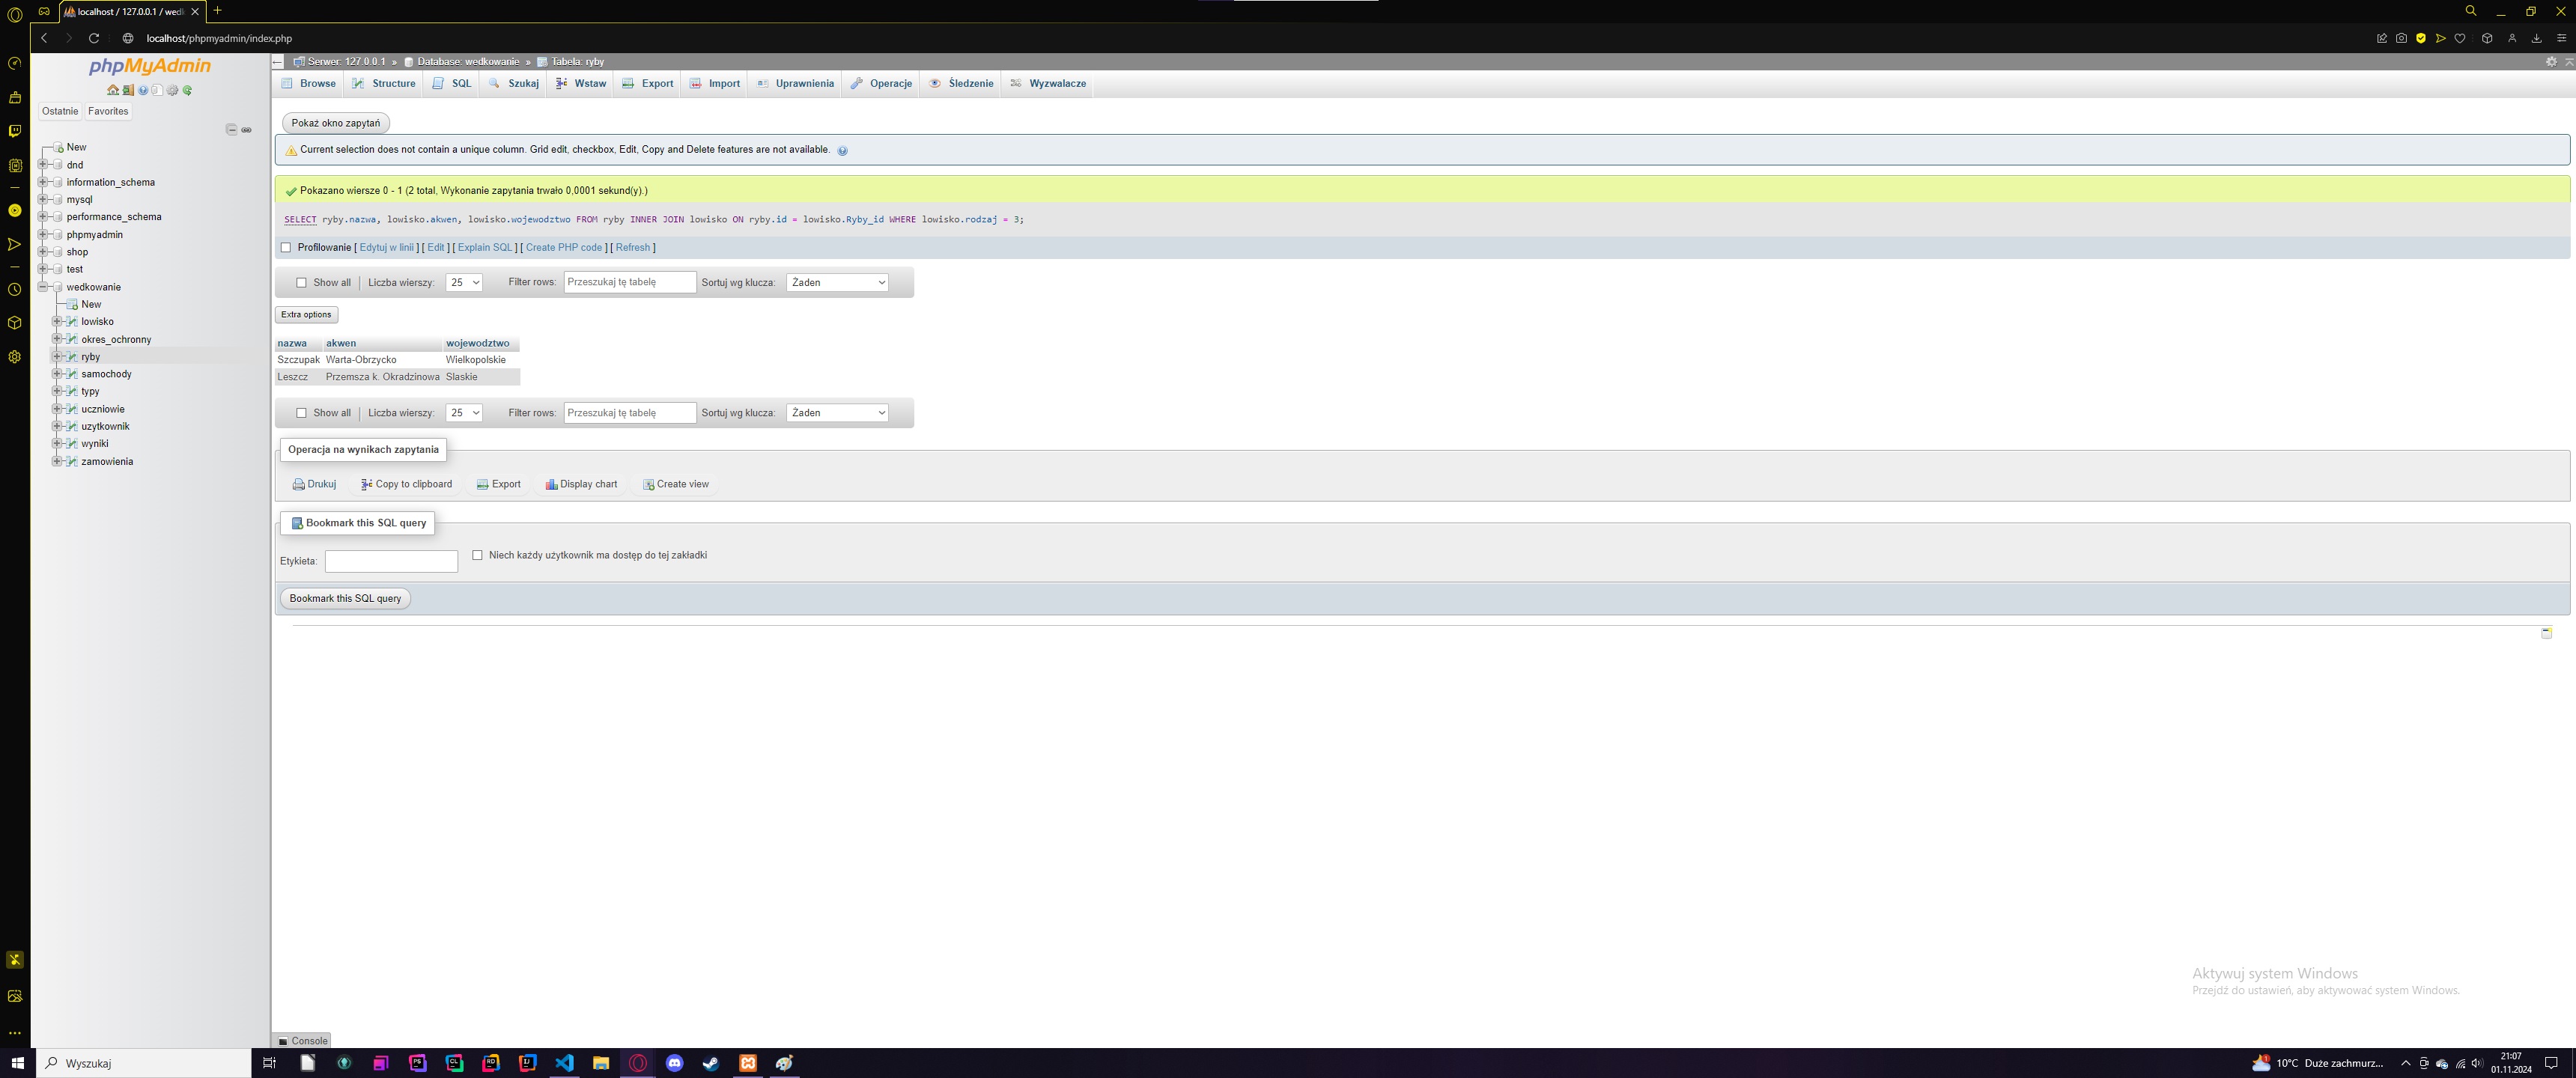 localhost / 127.0.0.1 / wedk
localhost/phpmyadmin/index.php
phpMyAdmin
Ostatnie Favorites
New
dnd
information_schema
mysql
performance_schema
phpmyadmin
shop
test
wedkowanie
New
lowisko
okres_ochronny
ryby
samochody
typy
uczniowie
uzytkownik
wyniki
zamowienia
Serwer: 127.0.0.1 » Database: wedkowanie » Tabela: ryby
Browse Structure SQL Szukaj Wstaw Export Import Uprawnienia Operacje Śledzenie Wyzwalacze
Pokaż okno zapytań
Current selection does not contain a unique column. Grid edit, checkbox, Edit, Copy and Delete features are not available.
Pokazano wiersze 0 - 1 (2 total, Wykonanie zapytania trwało 0,0001 sekund(y).)
SELECT ryby.nazwa, lowisko.akwen, lowisko.wojewodztwo FROM ryby INNER JOIN lowisko ON ryby.id = lowisko.Ryby_id WHERE lowisko.rodzaj = 3;
Profilowanie [ Edytuj w linii ] [ Edit ] [ Explain SQL ] [ Create PHP code ] [ Refresh ]
Show all Liczba wierszy: 25 Filter rows: Przeszukaj tę tabelę Sortuj wg klucza: Żaden
Extra options
nazwa akwen wojewodztwo
Szczupak Warta-Obrzycko Wielkopolskie
Leszcz Przemsza k. Okradzinowa Slaskie
Show all Liczba wierszy: 25 Filter rows: Przeszukaj tę tabelę Sortuj wg klucza: Żaden
Operacja na wynikach zapytania
Drukuj Copy to clipboard Export Display chart Create view
Bookmark this SQL query
Etykieta: Niech każdy użytkownik ma dostęp do tej zakładki
Bookmark this SQL query
Aktywuj system Windows
Przejdź do ustawień, aby aktywować system Windows.
Console
Wyszukaj
PS
CL
RD
IJ
1
10°C Duże zachmurz...
21:07
01.11.2024